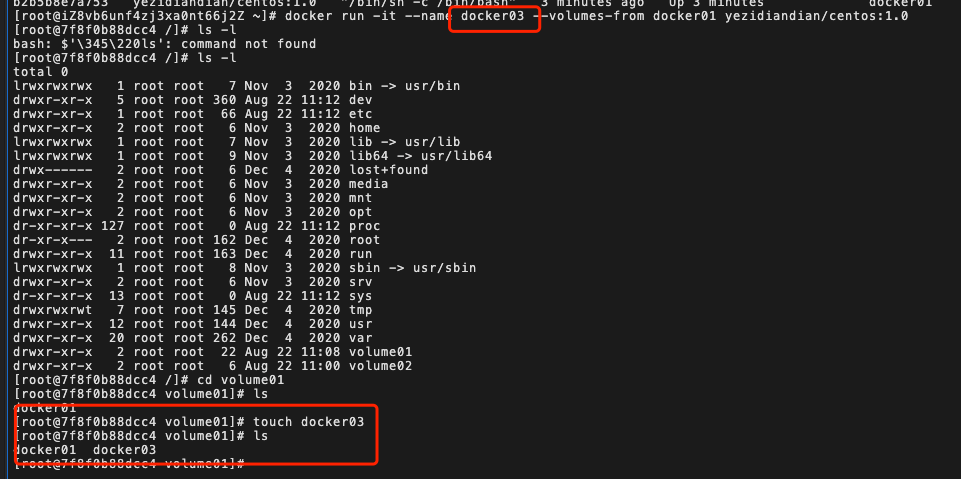 b2b5b8e7a753   yezidiandian/centos:1.0   "/bin/sh -c /bin/bash"   3 minutes ago   Up 3 minutes             docker01
[root@iZ8vb6unf4zj3xa0nt66j2Z ~]# docker run -it --name docker03 --volumes-from docker01 yezidiandian/centos:1.0
[root@7f8f0b88dcc4 /]# ls -l
bash: $'\345\220ls': command not found
[root@7f8f0b88dcc4 /]# ls -l
total 0
lrwxrwxrwx   1 root root   7 Nov  3  2020 bin -> usr/bin
drwxr-xr-x   5 root root 360 Aug 22 11:12 dev
drwxr-xr-x   1 root root  66 Aug 22 11:12 etc
drwxr-xr-x   2 root root   6 Nov  3  2020 home
lrwxrwxrwx   1 root root   7 Nov  3  2020 lib -> usr/lib
lrwxrwxrwx   1 root root   9 Nov  3  2020 lib64 -> usr/lib64
drwx------   2 root root   6 Dec  4  2020 lost+found
drwxr-xr-x   2 root root   6 Nov  3  2020 media
drwxr-xr-x   2 root root   6 Nov  3  2020 mnt
drwxr-xr-x   2 root root   6 Nov  3  2020 opt
dr-xr-xr-x 127 root root   0 Aug 22 11:12 proc
dr-xr-x---   2 root root 162 Dec  4  2020 root
drwxr-xr-x  11 root root 163 Dec  4  2020 run
lrwxrwxrwx   1 root root   8 Nov  3  2020 sbin -> usr/sbin
drwxr-xr-x   2 root root   6 Nov  3  2020 srv
dr-xr-xr-x  13 root root   0 Aug 22 11:12 sys
drwxrwxrwt   7 root root 145 Dec  4  2020 tmp
drwxr-xr-x  12 root root 144 Dec  4  2020 usr
drwxr-xr-x  20 root root 262 Dec  4  2020 var
drwxr-xr-x   2 root root  22 Aug 22 11:08 volume01
drwxr-xr-x   2 root root   6 Aug 22 11:00 volume02
[root@7f8f0b88dcc4 /]# cd volume01
[root@7f8f0b88dcc4 volume01]# ls
docker01
[root@7f8f0b88dcc4 volume01]# touch docker03
[root@7f8f0b88dcc4 volume01]# ls
docker01  docker03
[root@7f8f0b88dcc4 volume01]#